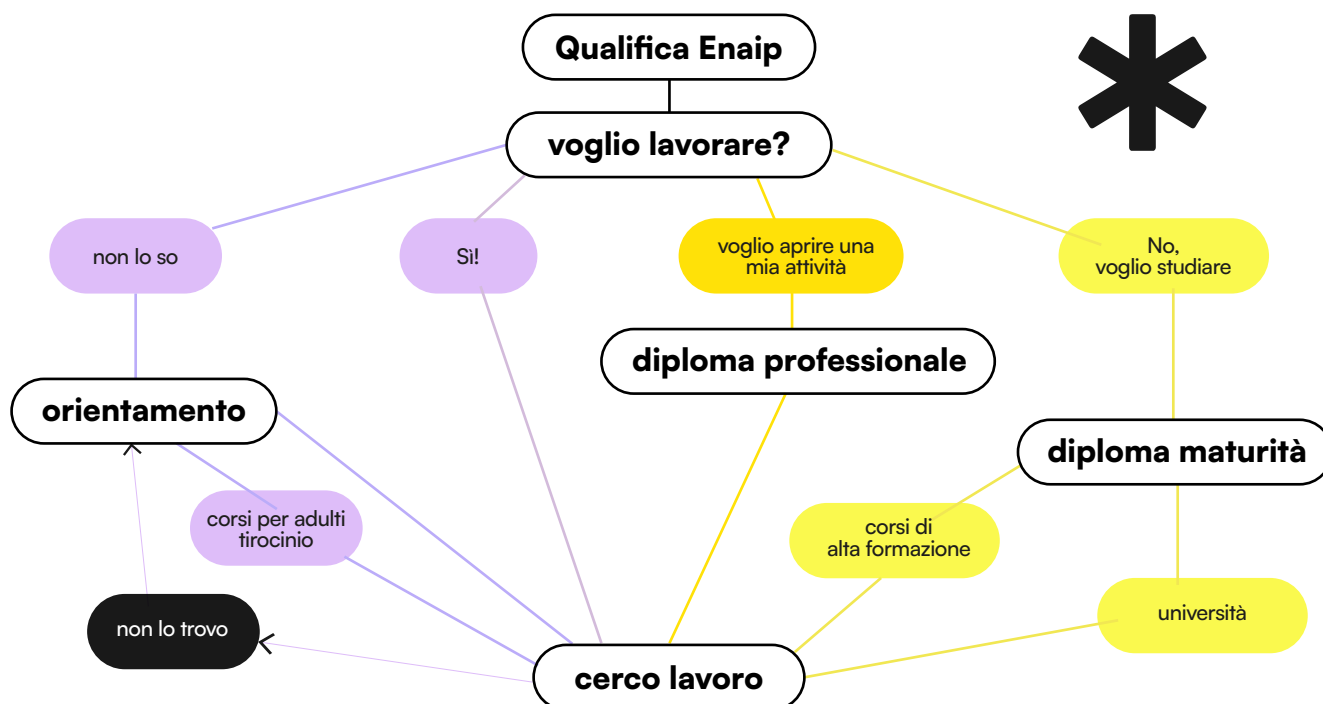 Qualifica Enaip
voglio lavorare?
non lo so
Sì!
voglio aprire una
mia attività
No,
voglio studiare
diploma professionale
orientamento
diploma maturità
corsi per adulti
tirocinio
corsi di
alta formazione
non lo trovo
università
cerco lavoro